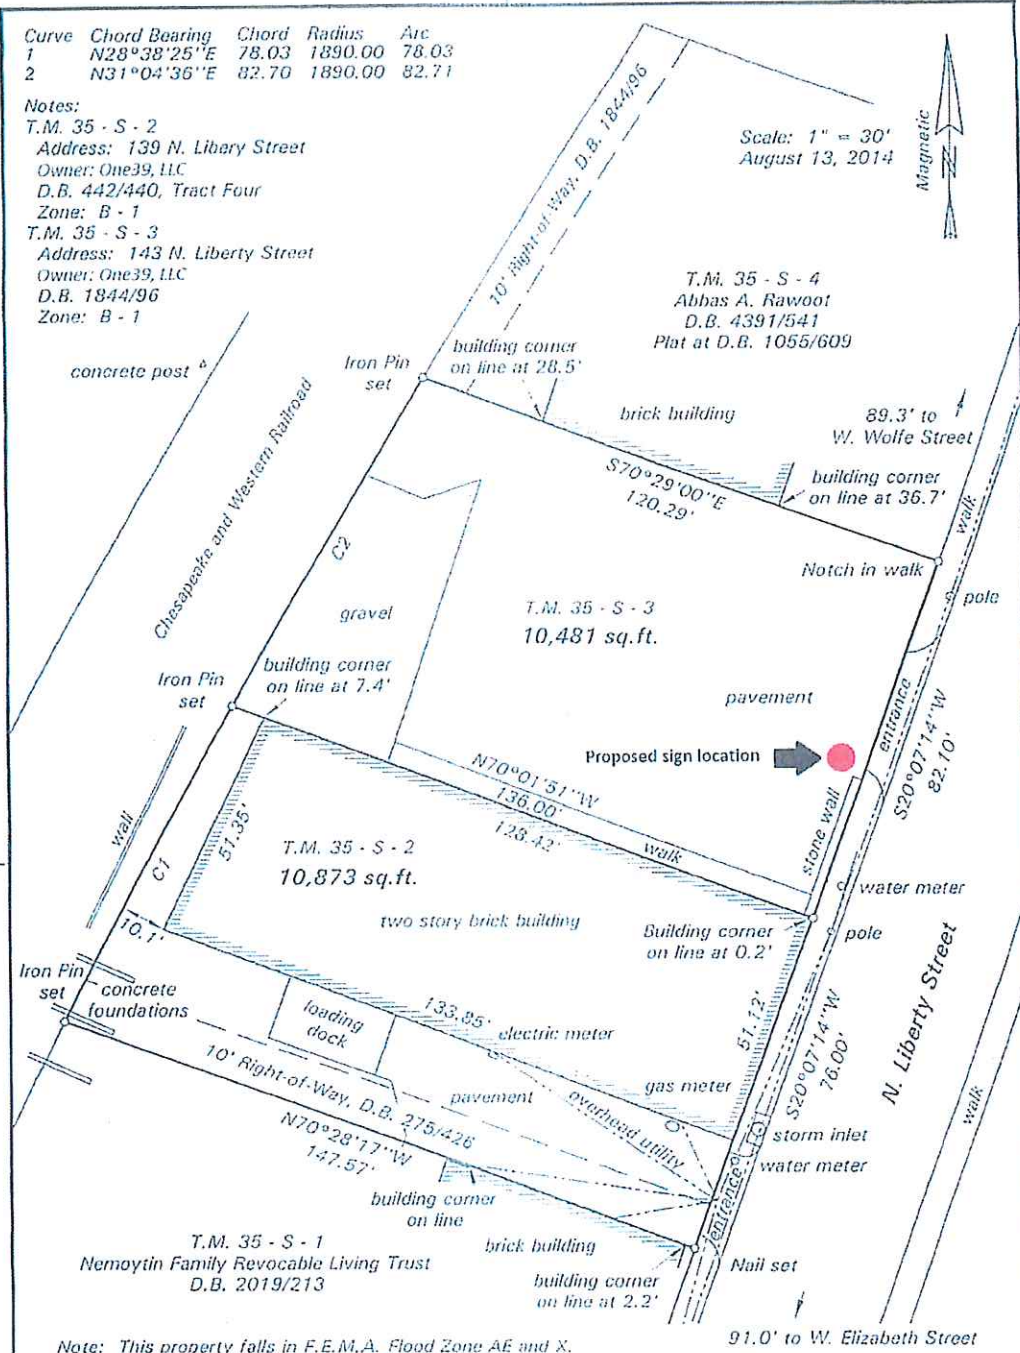 Curve Chord Bearing Chord Radius Arc
1 N28°38'25"E 78.03 1890.00 78.03
2 N31°04'36"E 82.70 1890.00 82.71
Notes:
T.M. 35 - S - 2
Address: 139 N. Libery Street
Owner: One39, LLC
D.B. 442/440, Tract Four
Zone: B - 1
T.M. 35 - S - 3
Address: 143 N. Liberty Street
Owner: One39, LLC
D.B. 1844/96
Zone: B - 1
Scale: 1" = 30'
August 13, 2014
Magnetic
N
10' Right-of-Way, D.B. 1844/96
T.M. 35 - S - 4
Abbas A. Rawoot
D.B. 4391/541
Plat at D.B. 1055/609
concrete post
Iron Pin
set
building corner
on line at 28.5'
brick building
89.3' to
W. Wolfe Street
Chesapeake and Western Railroad
S70°29'00"E
120.29'
building corner
on line at 36.7'
walk
Notch in walk
pole
C2
gravel
T.M. 35 - S - 3
10,481 sq.ft.
building corner
on line at 7.4'
Iron Pin
set
pavement
entrance
Proposed sign location
S20°07'14"W
82.10'
N70°01'51"W
136.00'
128.42'
walk
stone wall
wall
C1
51.35'
T.M. 35 - S - 2
10,873 sq.ft.
two story brick building
water meter
Building corner
on line at 0.2'
pole
10.1'
Iron Pin
set
concrete
foundations
loading
dock
133.85'
electric meter
51.12'
S20°07'14"W
76.00'
N. Liberty Street
10' Right-of-Way, D.B. 275/426
pavement
overhead utility
gas meter
walk
N70°28'17"W
147.57'
storm inlet
water meter
entrance
building corner
on line
brick building
Nail set
T.M. 35 - S - 1
Nemoytin Family Revocable Living Trust
D.B. 2019/213
building corner
on line at 2.2'
91.0' to W. Elizabeth Street
Note: This property falls in F.E.M.A. Flood Zone AE and X.